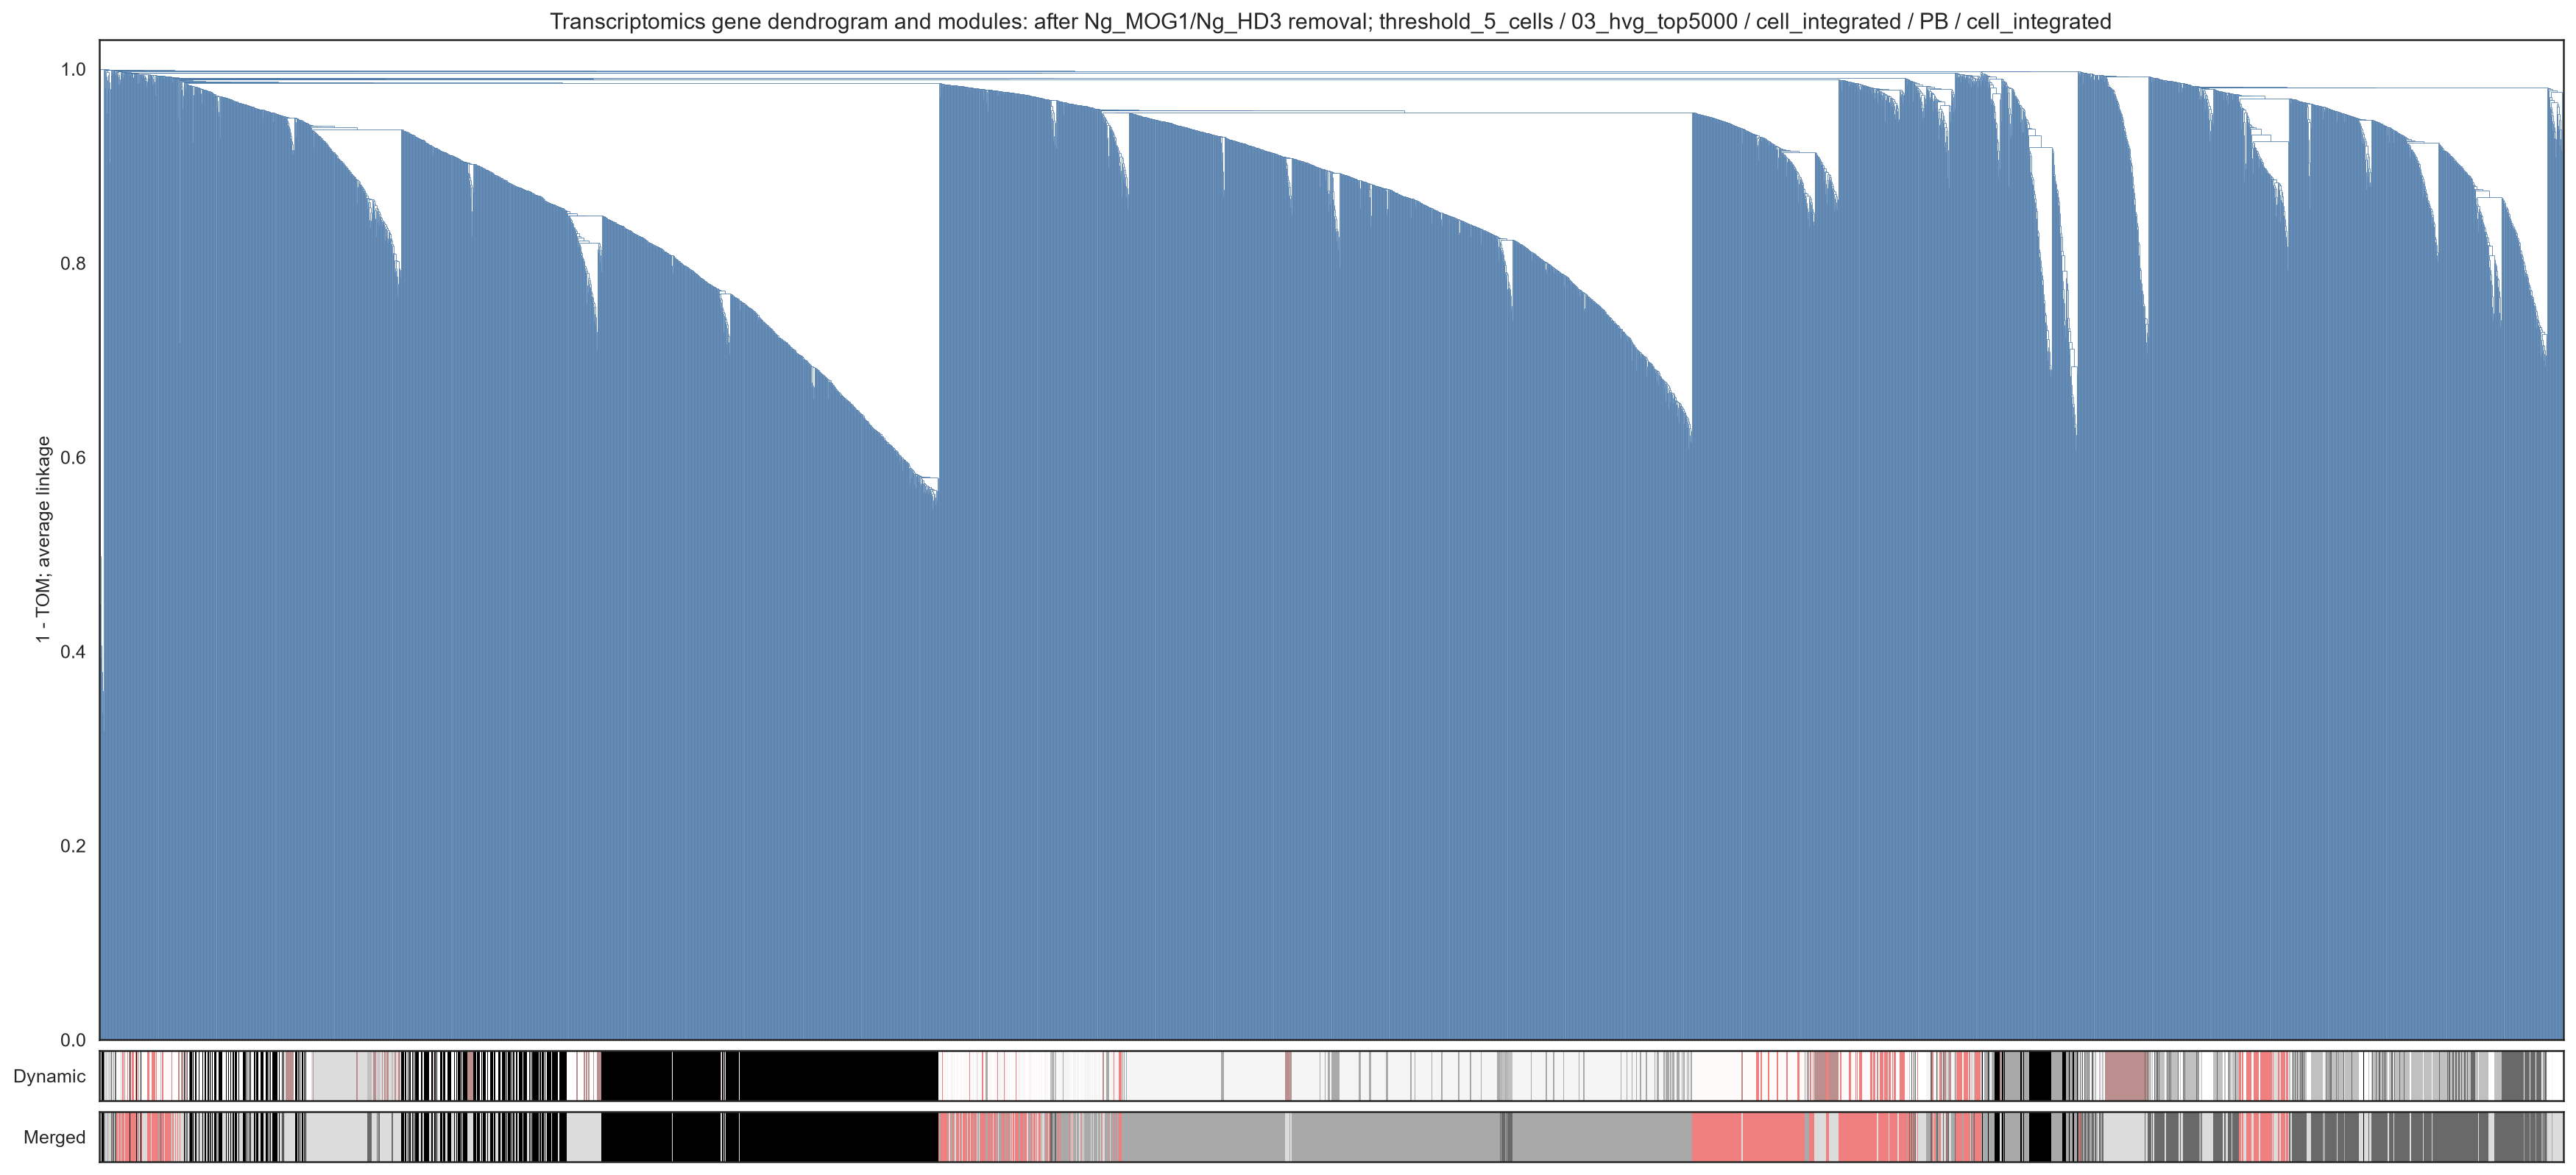 Transcriptomics gene dendrogram and modules: after Ng_MOG1/Ng_HD3 removal; threshold_5_cells / 03_hvg_top5000 / cell_integrated / PB / cell_integrated
1.0
0.8
0.6
0.4
0.2
0.0
1 - TOM; average linkage
Dynamic
Merged